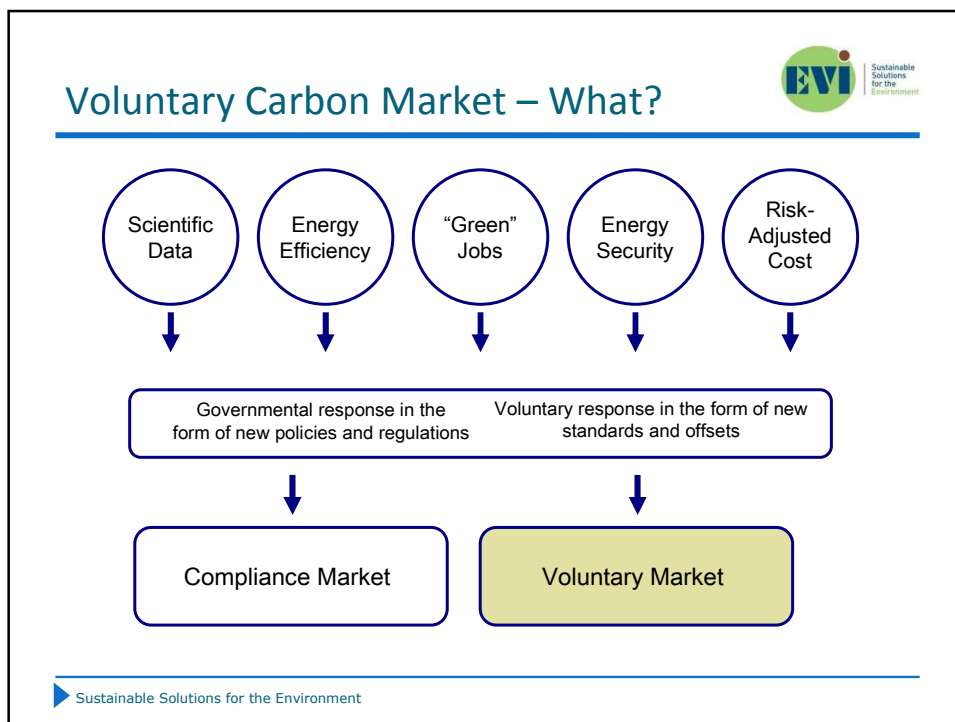 Voluntary Carbon Market – What?
EVI
Sustainable
Solutions
for the
Environment
Scientific
Data
Energy
Efficiency
“Green”
Jobs
Energy
Security
Risk-
Adjusted
Cost
Governmental response in the
form of new policies and regulations
Voluntary response in the form of new
standards and offsets
Compliance Market
Voluntary Market
Sustainable Solutions for the Environment